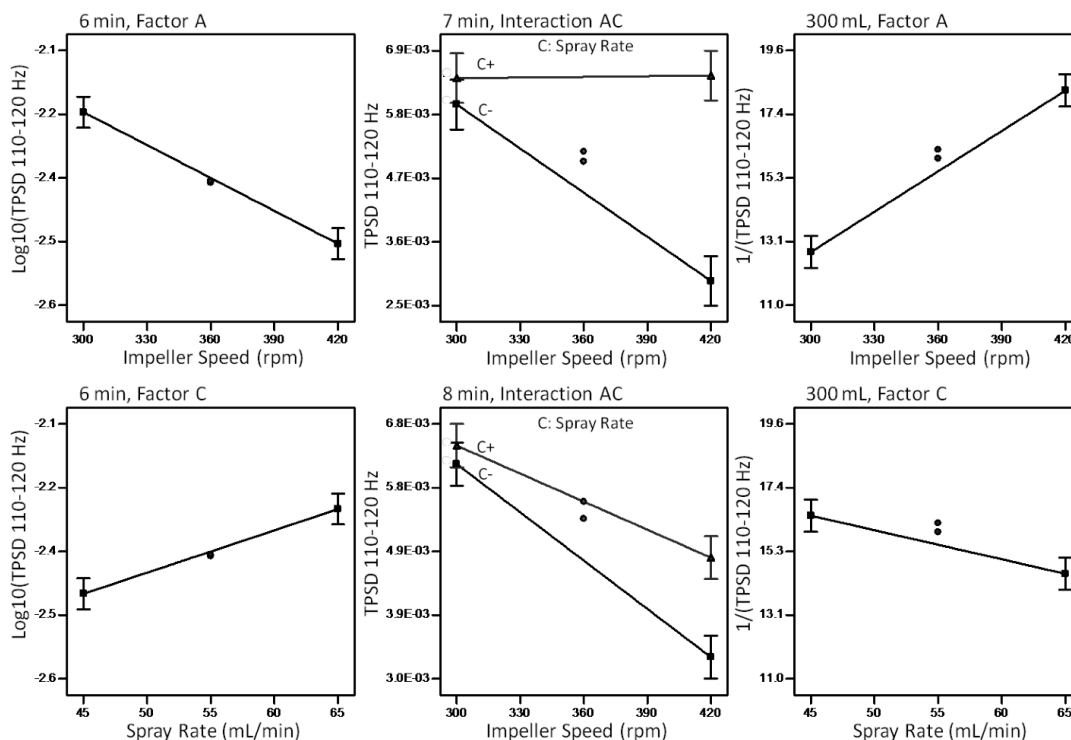 6 min, Factor A
Log10(TPSD 110-120 Hz)
-2.1
-2.2
-2.4
-2.5
-2.6
300 330 360 390 420
Impeller Speed (rpm)
7 min, Interaction AC
C: Spray Rate
C+
C-
TPSD 110-120 Hz)
6.9E-03
5.8E-03
4.7E-03
3.6E-03
2.5E-03
300 330 360 390 420
Impeller Speed (rpm)
300 mL, Factor A
1/(TPSD 110-120 Hz)
19.6
17.4
15.3
13.1
11.0
300 330 360 390 420
Impeller Speed (rpm)
6 min, Factor C
Log10(TPSD 110-120 Hz)
-2.1
-2.2
-2.4
-2.5
-2.6
45 50 55 60 65
Spray Rate (mL/min)
8 min, Interaction AC
C: Spray Rate
C+
C-
TPSD 110-120 Hz)
6.8E-03
5.8E-03
4.9E-03
3.9E-03
3.0E-03
300 330 360 390 420
Impeller Speed (rpm)
300 mL, Factor C
1/(TPSD 110-120 Hz)
19.6
17.4
15.3
13.1
11.0
45 50 55 60 65
Spray Rate (mL/min)